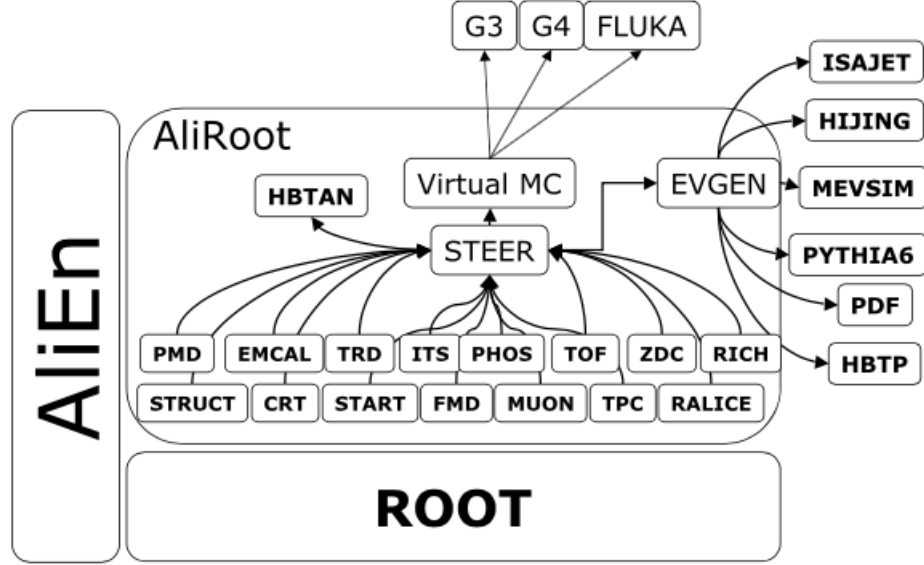 G3 G4 FLUKA
ISAJET
HIJING
AliRoot
Virtual MC
EVGEN
MEVSIM
HBTAN
STEER
PYTHIA6
PDF
PMD EMCAL TRD ITS PHOS TOF ZDC RICH
HBTP
STRUCT CRT START FMD MUON TPC RALICE
AliEn
ROOT